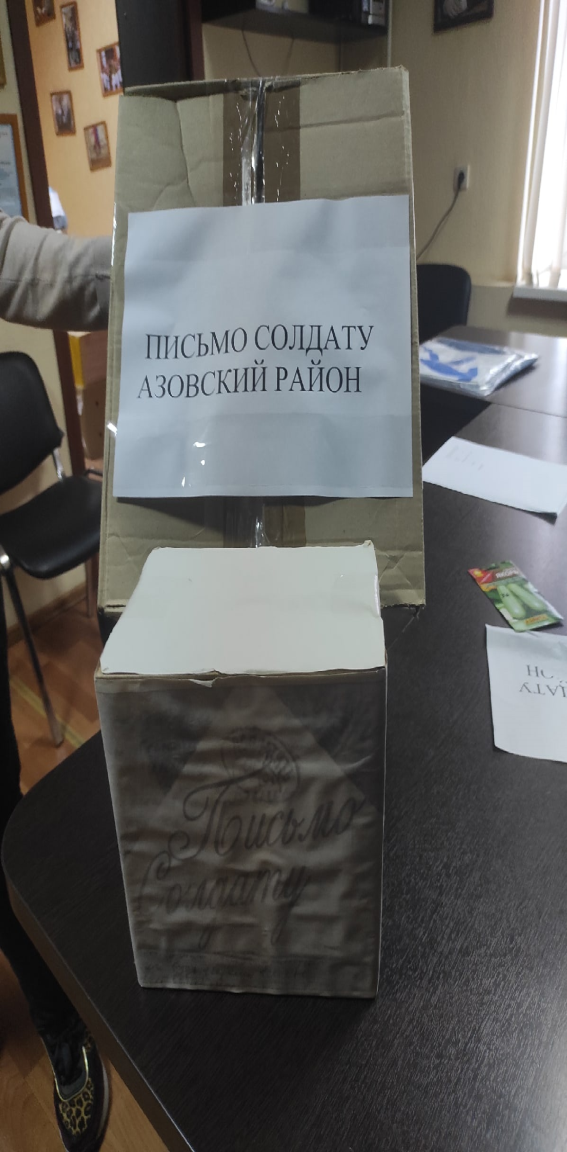 ПИСЬМО СОЛДАТУ
АЗОВСКИЙ РАЙОН
Письмо
Солдату